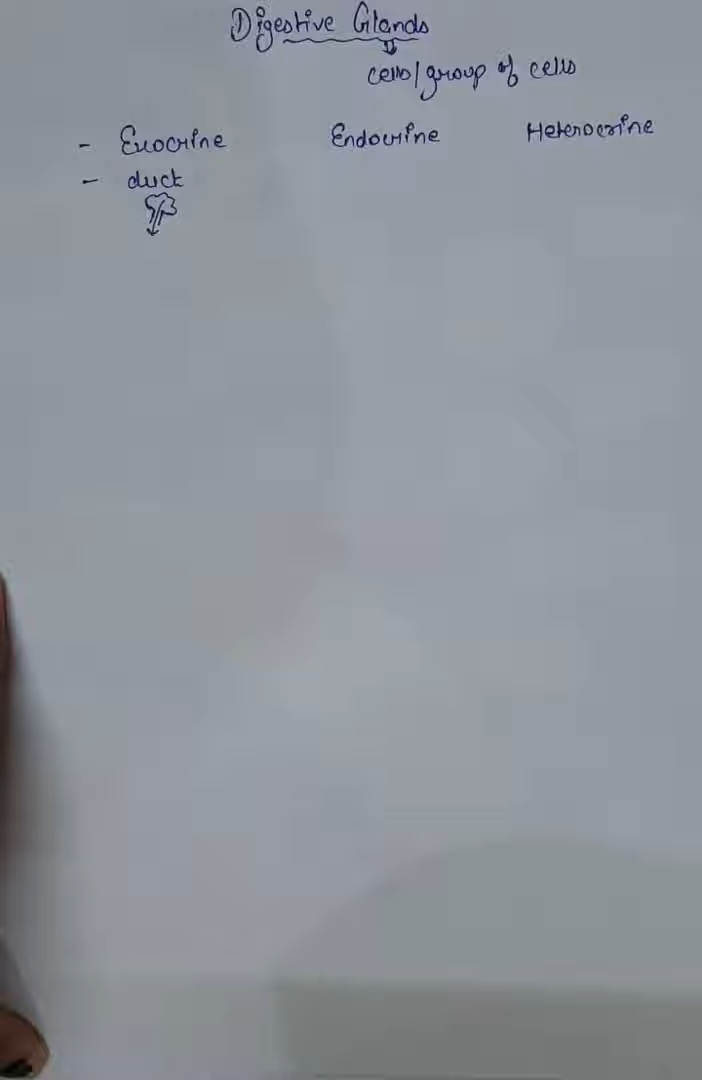 Digestive Glands
cells/group of cells
- Exocrine Endocrine Heterocrine
- duct